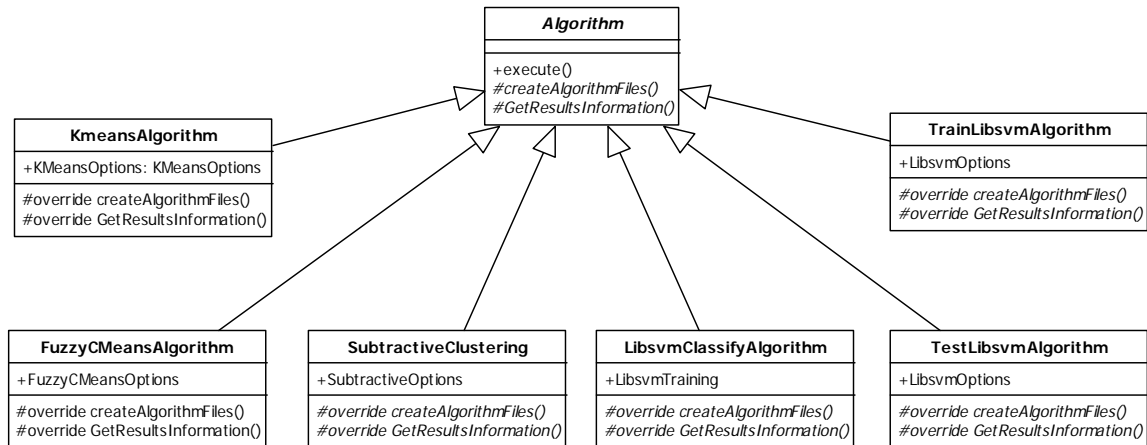 Algorithm
+execute()
#createAlgorithmFiles()
#GetResultsInformation()
KmeansAlgorithm
+KMeansOptions: KMeansOptions
#override createAlgorithmFiles()
#override GetResultsInformation()
TrainLibsvmAlgorithm
+LibsvmOptions
#override createAlgorithmFiles()
#override GetResultsInformation()
FuzzyCMeansAlgorithm
+FuzzyCMeansOptions
#override createAlgorithmFiles()
#override GetResultsInformation()
SubtractiveClustering
+SubtractiveOptions
#override createAlgorithmFiles()
#override GetResultsInformation()
LibsvmClassifyAlgorithm
+LibsvmTraining
#override createAlgorithmFiles()
#override GetResultsInformation()
TestLibsvmAlgorithm
+LibsvmOptions
#override createAlgorithmFiles()
#override GetResultsInformation()